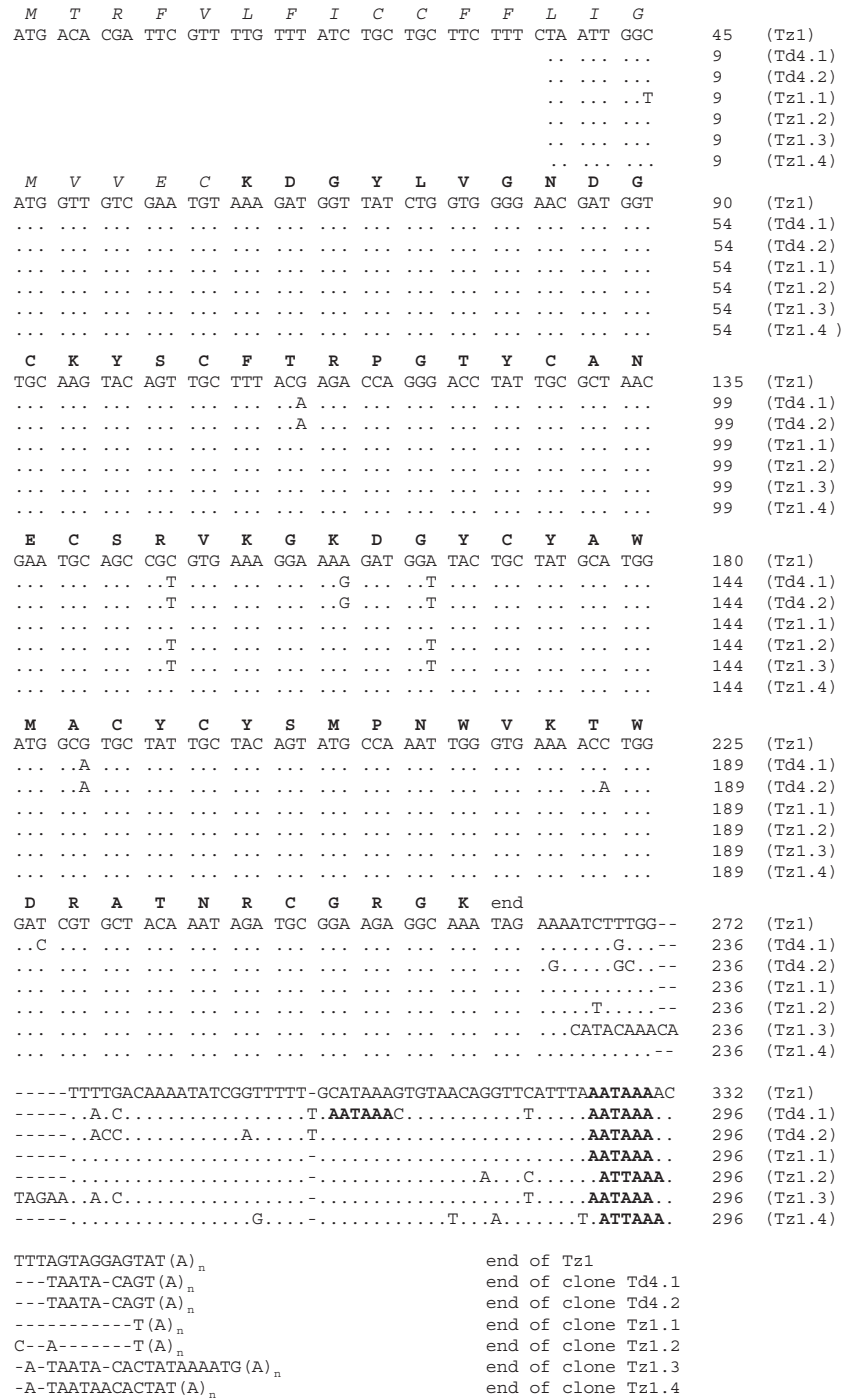 M T R F V L F I C C F F L I G
ATG ACA CGA TTC GTT TTG TTT ATC TGC TGC TTC TTT CTA ATT GGC 45 (Tz1)
.. ... ... 9 (Td4.1)
.. ... ... 9 (Td4.2)
.. ... ..T 9 (Tz1.1)
.. ... ... 9 (Tz1.2)
.. ... ... 9 (Tz1.3)
.. ... ... 9 (Tz1.4)
M V V E C K D G Y L V G N D G
ATG GTT GTC GAA TGT AAA GAT GGT TAT CTG GTG GGG AAC GAT GGT 90 (Tz1)
... ... ... ... ... ... ... ... ... ... ... ... ... ... ... 54 (Td4.1)
... ... ... ... ... ... ... ... ... ... ... ... ... ... ... 54 (Td4.2)
... ... ... ... ... ... ... ... ... ... ... ... ... ... ... 54 (Tz1.1)
... ... ... ... ... ... ... ... ... ... ... ... ... ... ... 54 (Tz1.2)
... ... ... ... ... ... ... ... ... ... ... ... ... ... ... 54 (Tz1.3)
... ... ... ... ... ... ... ... ... ... ... ... ... ... ... 54 (Tz1.4 )
C K Y S C F T R P G T Y C A N
TGC AAG TAC AGT TGC TTT ACG AGA CCA GGG ACC TAT TGC GCT AAC 135 (Tz1)
... ... ... ... ... ... ..A ... ... ... ... ... ... ... ... 99 (Td4.1)
... ... ... ... ... ... ..A ... ... ... ... ... ... ... ... 99 (Td4.2)
... ... ... ... ... ... ... ... ... ... ... ... ... ... ... 99 (Tz1.1)
... ... ... ... ... ... ... ... ... ... ... ... ... ... ... 99 (Tz1.2)
... ... ... ... ... ... ... ... ... ... ... ... ... ... ... 99 (Tz1.3)
... ... ... ... ... ... ... ... ... ... ... ... ... ... ... 99 (Tz1.4)
E C S R V K G K D G Y C Y A W
GAA TGC AGC CGC GTG AAA GGA AAA GAT GGA TAC TGC TAT GCA TGG 180 (Tz1)
... ... ... ..T ... ... ... ..G ... ..T ... ... ... ... ... 144 (Td4.1)
... ... ... ..T ... ... ... ..G ... ..T ... ... ... ... ... 144 (Td4.2)
... ... ... ... ... ... ... ... ... ... ... ... ... ... ... 144 (Tz1.1)
... ... ... ..T ... ... ... ... ... ..T ... ... ... ... ... 144 (Tz1.2)
... ... ... ..T ... ... ... ... ... ..T ... ... ... ... ... 144 (Tz1.3)
... ... ... ... ... ... ... ... ... ... ... ... ... ... ... 144 (Tz1.4)
M A C Y C Y S M P N W V K T W
ATG GCG TGC TAT TGC TAC AGT ATG CCA AAT TGG GTG AAA ACC TGG 225 (Tz1)
... ..A ... ... ... ... ... ... ... ... ... ... ... ... ... 189 (Td4.1)
... ..A ... ... ... ... ... ... ... ... ... ... ... ..A ... 189 (Td4.2)
... ... ... ... ... ... ... ... ... ... ... ... ... ... ... 189 (Tz1.1)
... ... ... ... ... ... ... ... ... ... ... ... ... ... ... 189 (Tz1.2)
... ... ... ... ... ... ... ... ... ... ... ... ... ... ... 189 (Tz1.3)
... ... ... ... ... ... ... ... ... ... ... ... ... ... ... 189 (Tz1.4)
D R A T N R C G R G K end
GAT CGT GCT ACA AAT AGA TGC GGA AGA GGC AAA TAG AAAATCTTTGG-- 272 (Tz1)
..C ... ... ... ... ... ... ... ... ... ... ... .......G...-- 236 (Td4.1)
... ... ... ... ... ... ... ... ... ... ... ... .G.....GC..-- 236 (Td4.2)
... ... ... ... ... ... ... ... ... ... ... ... ...........-- 236 (Tz1.1)
... ... ... ... ... ... ... ... ... ... ... ... .....T.....-- 236 (Tz1.2)
... ... ... ... ... ... ... ... ... ... ... ... ...CATACAAACA 236 (Tz1.3)
... ... ... ... ... ... ... ... ... ... ... ... ...........-- 236 (Tz1.4)
-----TTTTGACAAAATATCGGTTTTT-GCATAAAGTGTAACAGGTTCATTTAAATAAAAC 332 (Tz1)
-----..A.C.................T.AATAAAC...........T.....AATAAA.. 296 (Td4.1)
-----..ACC...........A.....T.........................AATAAA.. 296 (Td4.2)
-----......................-.........................AATAAA.. 296 (Tz1.1)
-----......................-...............A...C......ATTAAA. 296 (Tz1.2)
TAGAA..A.C.................-...................T.....AATAAA.. 296 (Tz1.3)
-----.................G....-............T...A.......T.ATTAAA. 296 (Tz1.4)
TTTAGTAGGAGTAT(A)n end of Tz1
---TAATA-CAGT(A)n end of clone Td4.1
---TAATA-CAGT(A)n end of clone Td4.2
-----------T(A)n end of clone Tz1.1
C--A-------T(A)n end of clone Tz1.2
-A-TAATA-CACTATAAAATG(A)n end of clone Tz1.3
-A-TAATAACACTAT(A)n end of clone Tz1.4